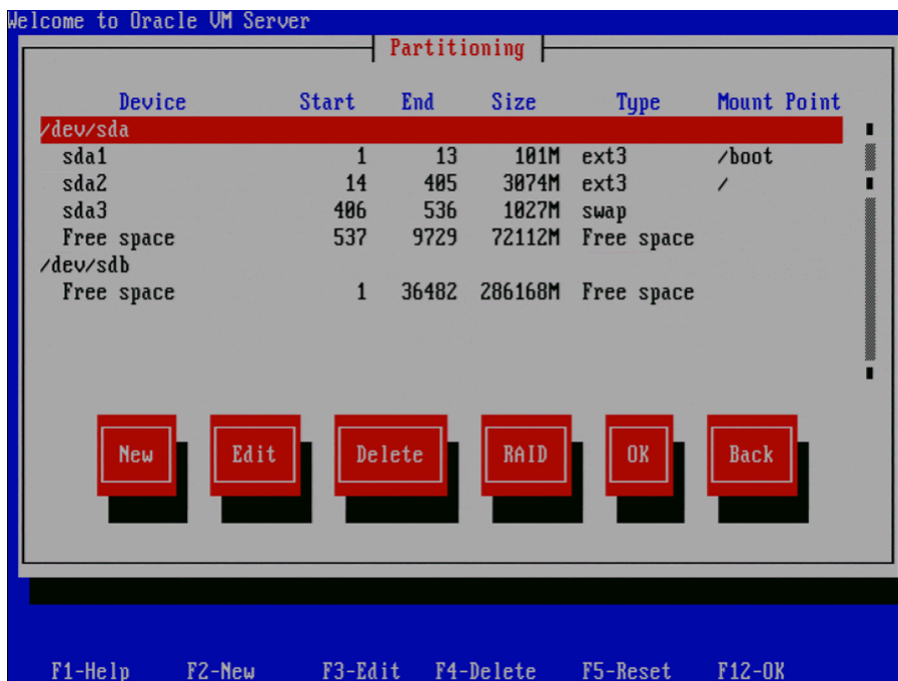 Welcome to Oracle VM Server
Partitioning
Device Start End Size Type Mount Point
/dev/sda
sda1 1 13 101M ext3 /boot
sda2 14 405 3074M ext3 /
sda3 406 536 1027M swap
Free space 537 9729 72112M Free space
/dev/sdb
Free space 1 36482 286168M Free space
New Edit Delete RAID OK Back
F1-Help F2-New F3-Edit F4-Delete F5-Reset F12-OK